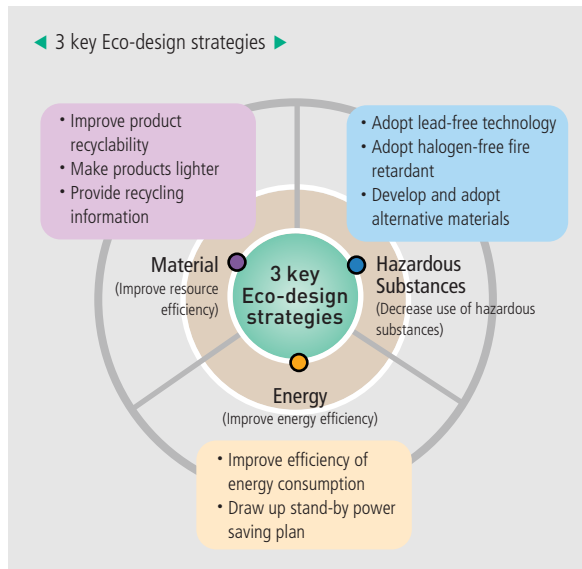 ◀ 3 key Eco-design strategies ▶
• Improve product
recyclability
• Make products lighter
• Provide recycling
information
• Adopt lead-free technology
• Adopt halogen-free fire
retardant
• Develop and adopt
alternative materials
Material
(Improve resource
efficiency)
3 key
Eco-design
strategies
Hazardous
Substances
(Decrease use of hazardous
substances)
Energy
(Improve energy efficiency)
• Improve efficiency of
energy consumption
• Draw up stand-by power
saving plan